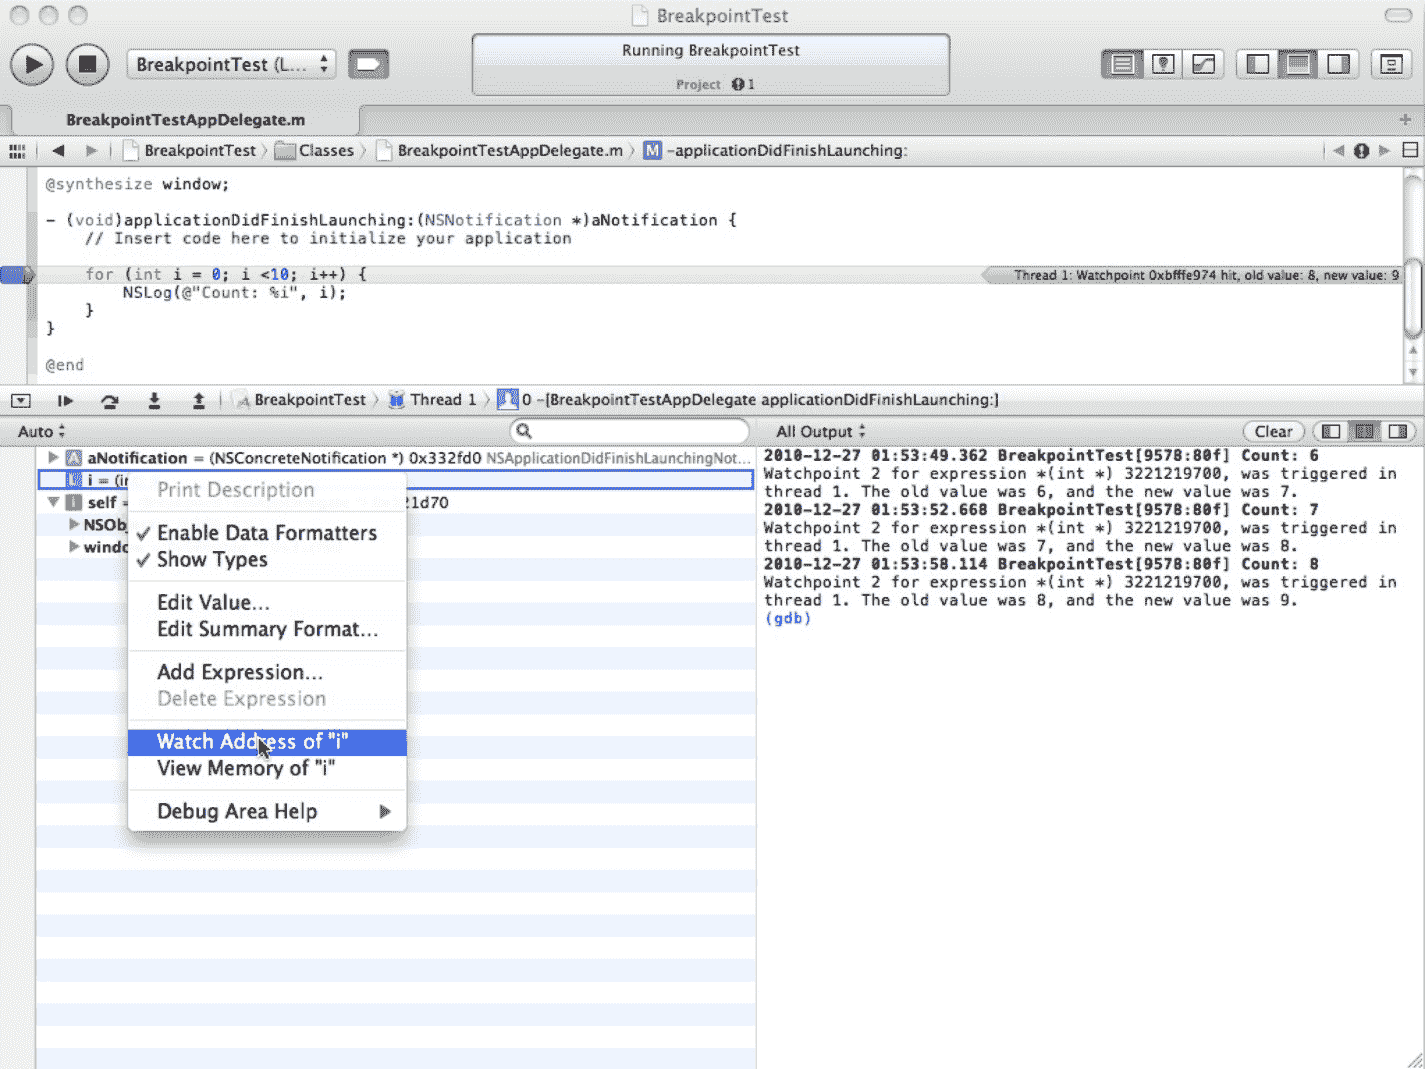 BreakpointTest
BreakpointTest (L...
Running BreakpointTest
Project 1
BreakpointTestAppDelegate.m
BreakpointTest Classes BreakpointTestAppDelegate.m M -applicationDidFinishLaunching:
@synthesize window;
- (void)applicationDidFinishLaunching:(NSNotification *)aNotification {
// Insert code here to initialize your application
for (int i = 0; i <10; i++) {
Thread 1: Watchpoint 0xbfffe974 hit, old value: 8, new value: 9
NSLog(@"Count: %i", i);
}
}
@end
BreakpointTest Thread 1 0 -[BreakpointTestAppDelegate applicationDidFinishLaunching:]
Auto
All Output
Clear
A aNotification = (NSConcreteNotification *) 0x332fd0 NSApplicationDidFinishLaunchingNot...
L i = (in
self = 21d70
NSOb
windo
Print Description
✓ Enable Data Formatters
✓ Show Types
Edit Value...
Edit Summary Format...
Add Expression...
Delete Expression
Watch Address of "i"
View Memory of "i"
Debug Area Help
2010-12-27 01:53:49.362 BreakpointTest[9578:80f] Count: 6
Watchpoint 2 for expression *(int *) 3221219700, was triggered in
thread 1. The old value was 6, and the new value was 7.
2010-12-27 01:53:52.668 BreakpointTest[9578:80f] Count: 7
Watchpoint 2 for expression *(int *) 3221219700, was triggered in
thread 1. The old value was 7, and the new value was 8.
2010-12-27 01:53:58.114 BreakpointTest[9578:80f] Count: 8
Watchpoint 2 for expression *(int *) 3221219700, was triggered in
thread 1. The old value was 8, and the new value was 9.
(gdb)